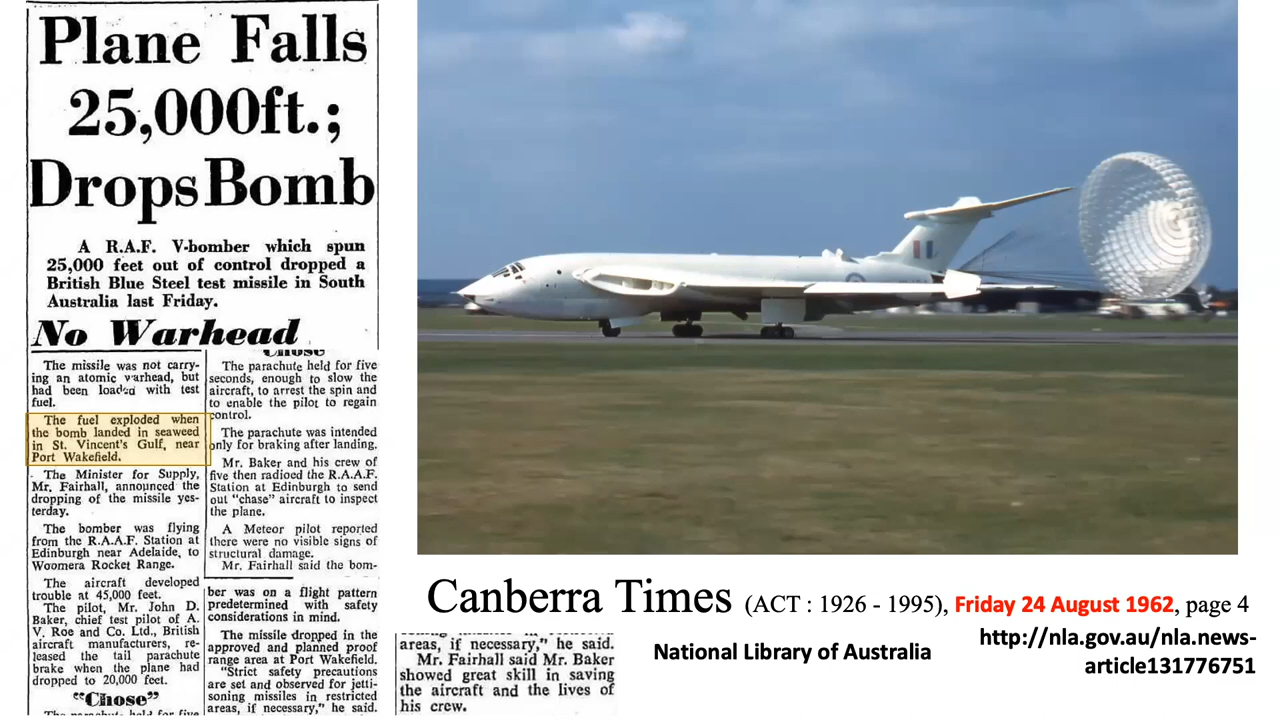 Plane Falls
25,000ft.;
Drops Bomb
A R.A.F. V-bomber which spun
25,000 feet out of control dropped a
British Blue Steel test missile in South
Australia last Friday.
No Warhead
The missile was not carry-
ing an atomic warhead, but
had been loaded with test
fuel.
The fuel exploded when
the bomb landed in seaweed
in St. Vincent's Gulf, near
Port Wakefield.
The Minister for Supply,
Mr. Fairhall, announced the
dropping of the missile yes-
terday.
The bomber was flying
from the R.A.A.F. Station at
Edinburgh near Adelaide, to
Woomera Rocket Range.
The aircraft developed
trouble at 45,000 feet.
The pilot, Mr. John D.
Baker, chief test pilot of A.
V. Roe and Co. Ltd., British
aircraft manufacturers, re-
leased the tail parachute
brake when the plane had
dropped to 20,000 feet.
"Chose"
The parachute held for five
Chose
The parachute held for five
seconds, enough to slow the
aircraft, to arrest the spin and
to enable the pilot to regain
control.
The parachute was intended
only for braking after landing.
Mr. Baker and his crew of
five then radioed the R.A.A.F.
Station at Edinburgh to send
out "chase" aircraft to inspect
the plane.
A Meteor pilot reported
there were no visible signs of
structural damage.
Mr. Fairhall said the bom-
ber was on a flight pattern
predetermined with safety
considerations in mind.
The missile dropped in the
approved and planned proof
range area at Port Wakefield.
"Strict safety precautions
are set and observed for jetti-
soning missiles in restricted
areas, if necessary," he said.
areas, if necessary," he said.
Mr. Fairhall said Mr. Baker
showed great skill in saving
the aircraft and the lives of
his crew.
Canberra Times (ACT : 1926 - 1995), Friday 24 August 1962, page 4
National Library of Australia
http://nla.gov.au/nla.news-
article131776751